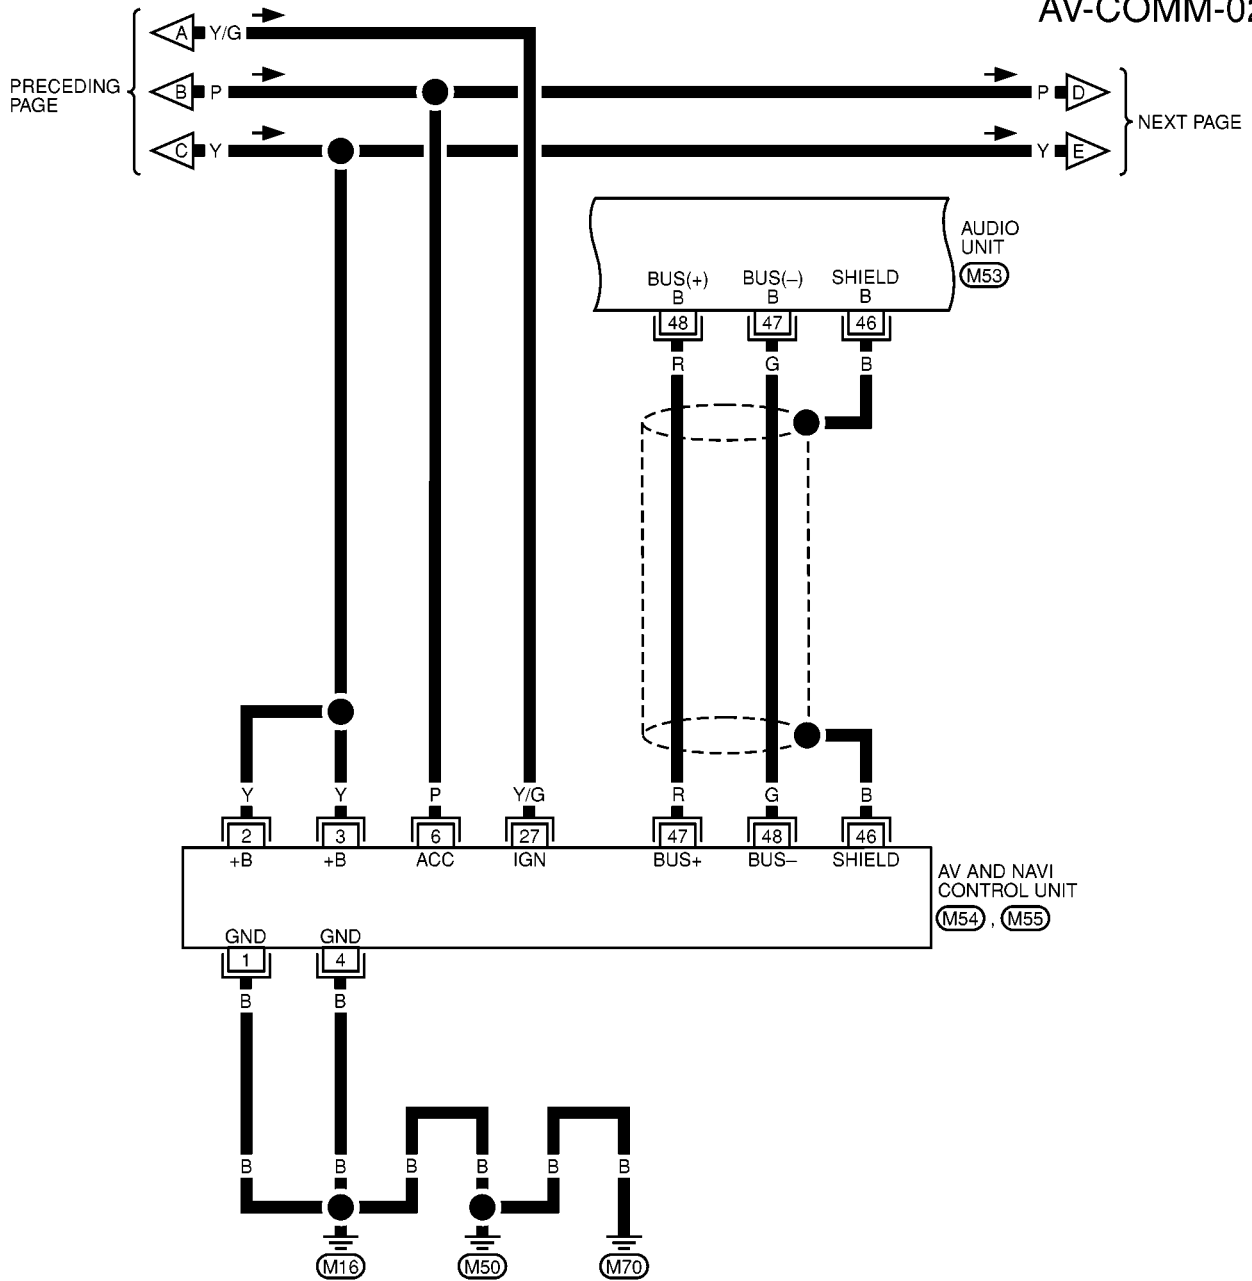 AV-COMM-02
PRECEDING
PAGE
A Y/G
B P
P D
C Y
Y E
NEXT PAGE
AUDIO
UNIT
M53
BUS(+) BUS(–) SHIELD
B B B
48 47 46
R G B
Y Y P Y/G R G B
2 3 6 27 47 48 46
+B +B ACC IGN BUS+ BUS– SHIELD
AV AND NAVI
CONTROL UNIT
M54 , M55
GND GND
1 4
B B
B B B B B B
M16 M50 M70